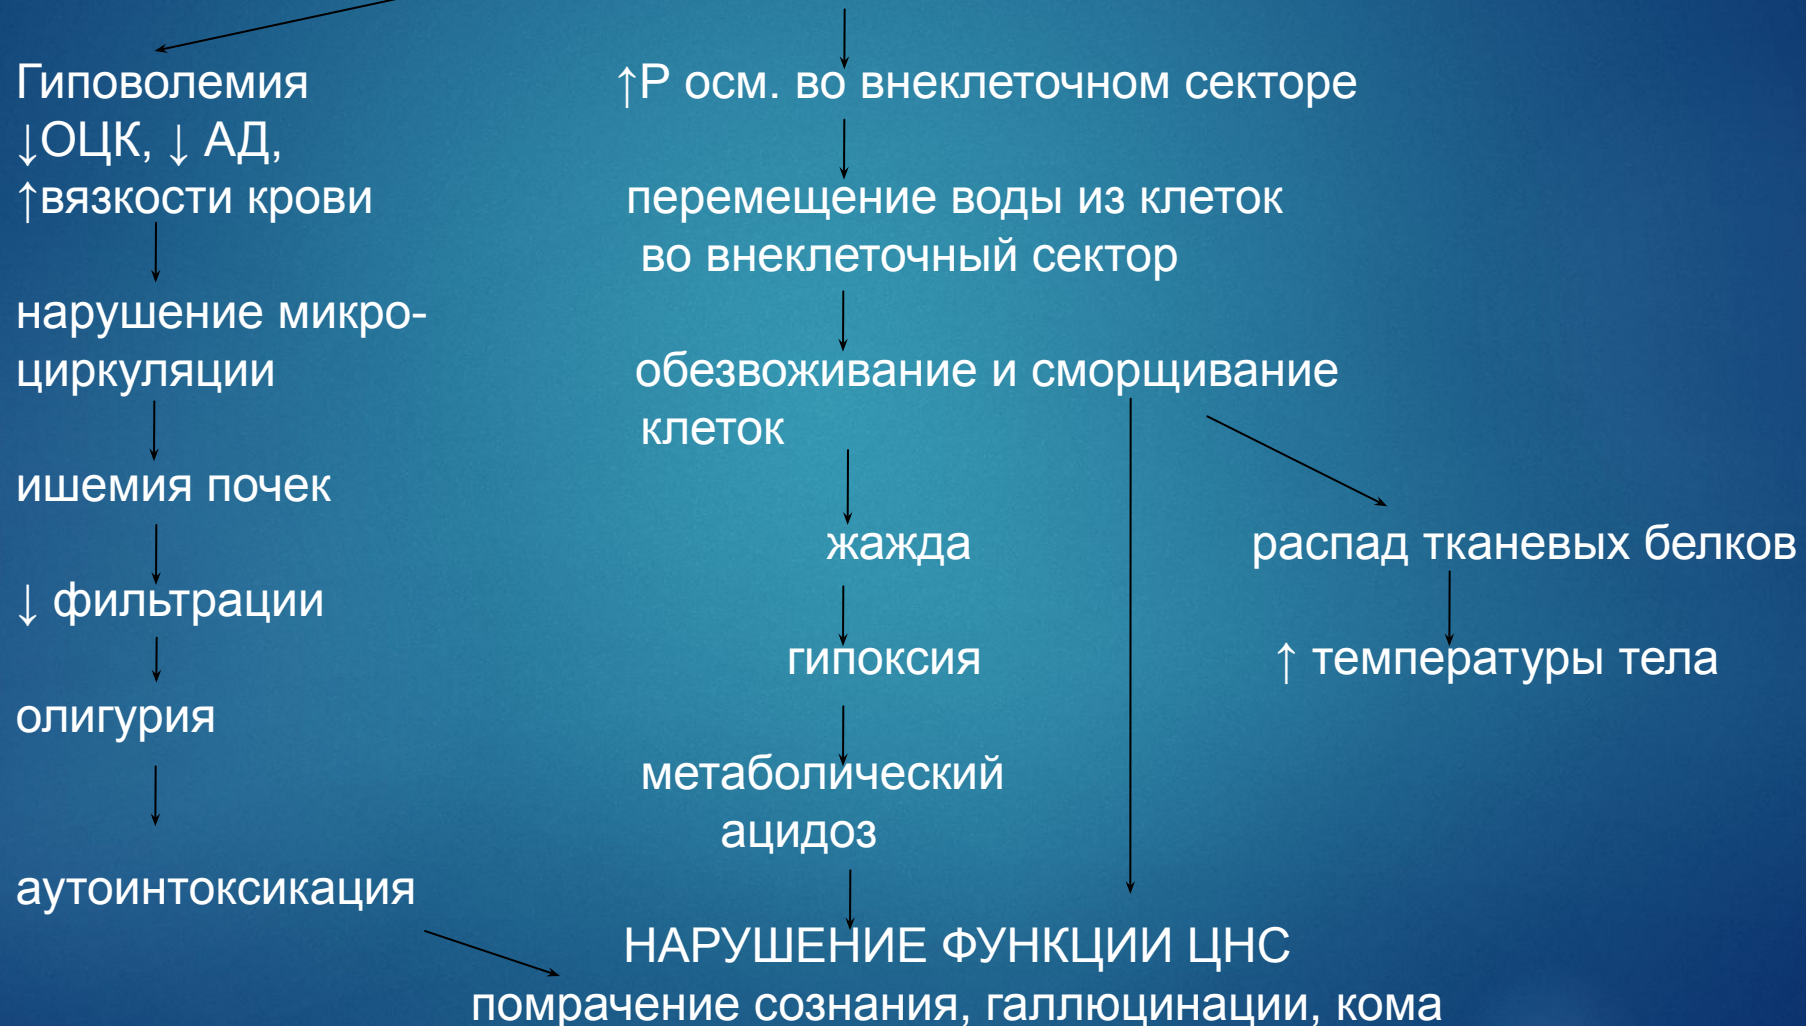 Гиповолемия
↓ОЦК, ↓ АД,
↑вязкости крови
нарушение микро-
циркуляции
ишемия почек
↓ фильтрации
олигурия
аутоинтоксикация
↑Р осм. во внеклеточном секторе
перемещение воды из клеток
во внеклеточный сектор
обезвоживание и сморщивание
клеток
жажда
гипоксия
метаболический
ацидоз
распад тканевых белков
↑ температуры тела
НАРУШЕНИЕ ФУНКЦИИ ЦНС
помрачение сознания, галлюцинации, кома